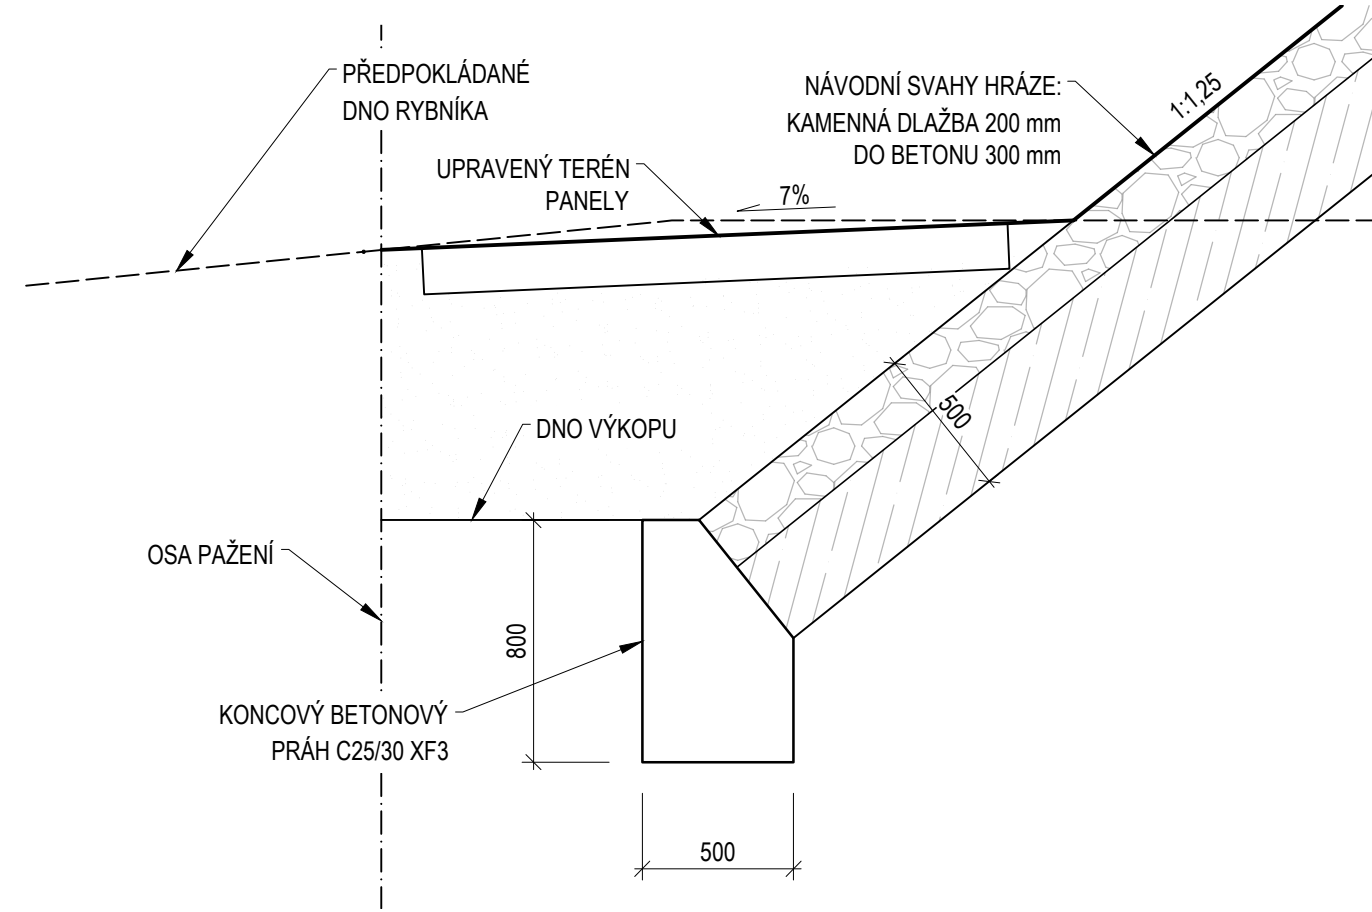 PŘEDPOKLÁDANÉ
DNO RYBNÍKA
NÁVODNÍ SVAHY HRÁZE:
KAMENNÁ DLAŽBA 200 mm
DO BETONU 300 mm
1:1,25
UPRAVENÝ TERÉN
PANELY
7%
500
DNO VÝKOPU
OSA PAŽENÍ
800
KONCOVÝ BETONOVÝ
PRÁH C25/30 XF3
500